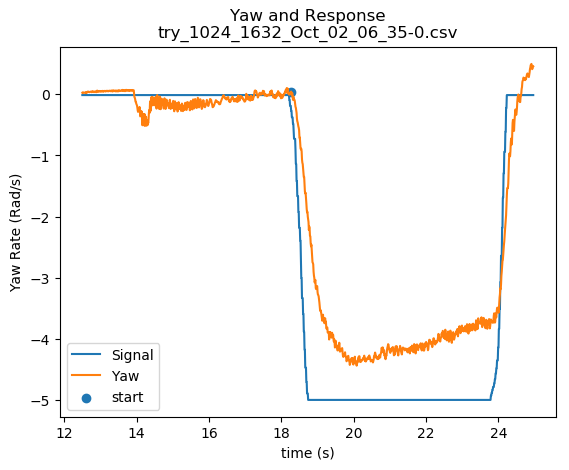 Yaw and Response
try_1024_1632_Oct_02_06_35-0.csv
Yaw Rate (Rad/s)
0
−1
−2
−3
−4
−5
Signal
Yaw
start
12
14
16
18
20
22
24
time (s)